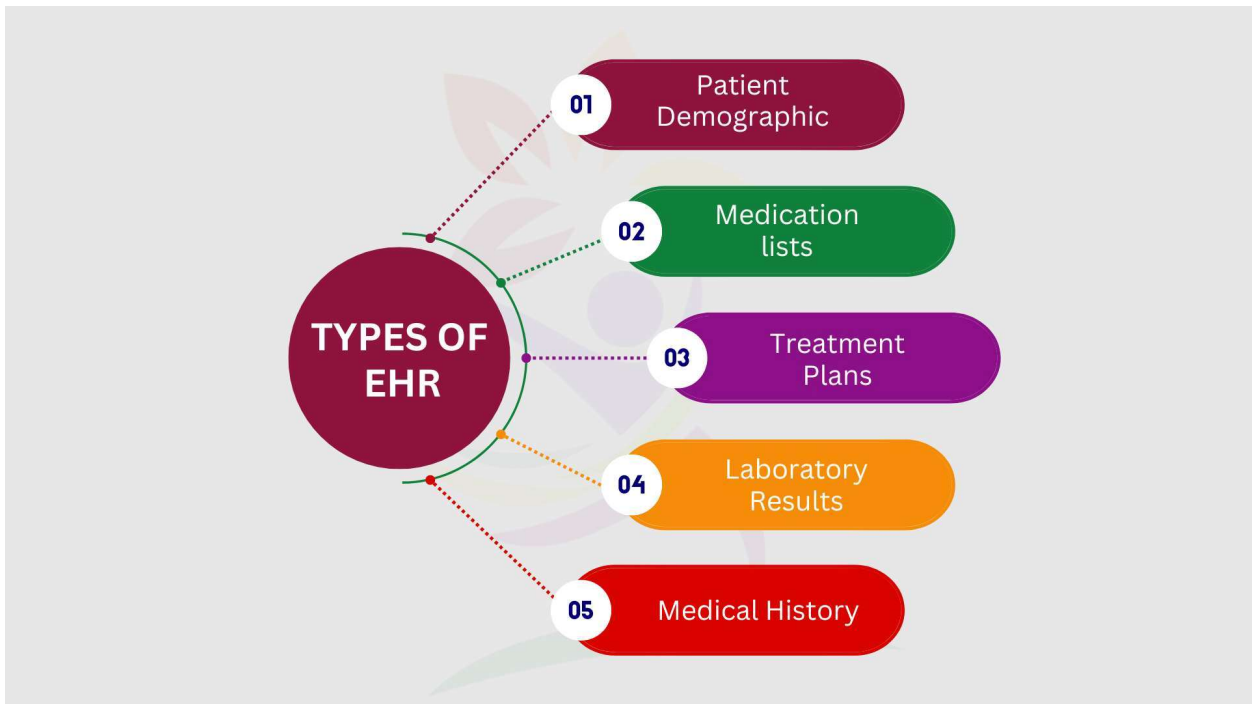 TYPES OF
EHR
01
Patient
Demographic
02
Medication
lists
03
Treatment
Plans
04
Laboratory
Results
05
Medical History